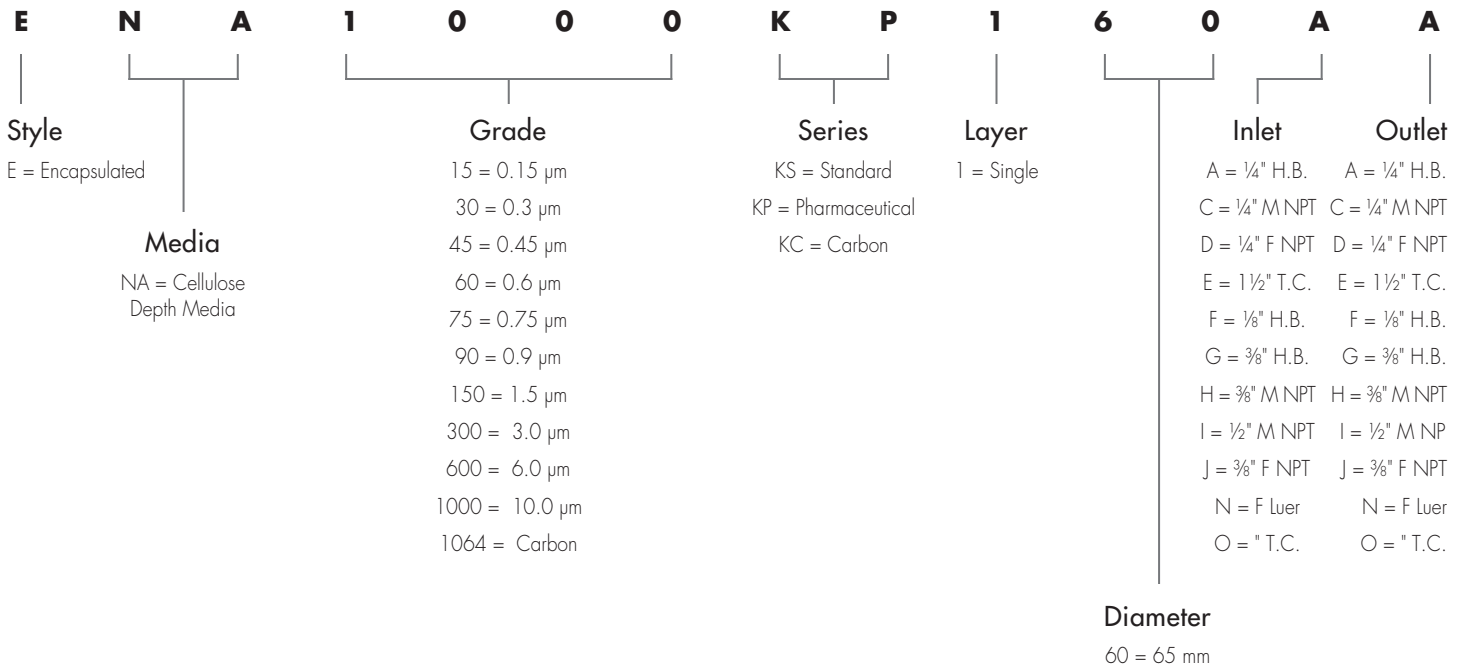 E N A 1 0 0 0 K P 1 6 0 A A
Style
E = Encapsulated
Media
NA = Cellulose
Depth Media
Grade
15 = 0.15 µm
30 = 0.3 µm
45 = 0.45 µm
60 = 0.6 µm
75 = 0.75 µm
90 = 0.9 µm
150 = 1.5 µm
300 = 3.0 µm
600 = 6.0 µm
1000 = 10.0 µm
1064 = Carbon
Series
KS = Standard
KP = Pharmaceutical
KC = Carbon
Layer
1 = Single
Diameter
60 = 65 mm
Inlet
A = ¼" H.B.
C = ¼" M NPT
D = ¼" F NPT
E = 1½" T.C.
F = ⅛" H.B.
G = ⅜" H.B.
H = ⅜" M NPT
I = ½" M NPT
J = ⅜" F NPT
N = F Luer
O = " T.C.
Outlet
A = ¼" H.B.
C = ¼" M NPT
D = ¼" F NPT
E = 1½" T.C.
F = ⅛" H.B.
G = ⅜" H.B.
H = ⅜" M NPT
I = ½" M NP
J = ⅜" F NPT
N = F Luer
O = " T.C.